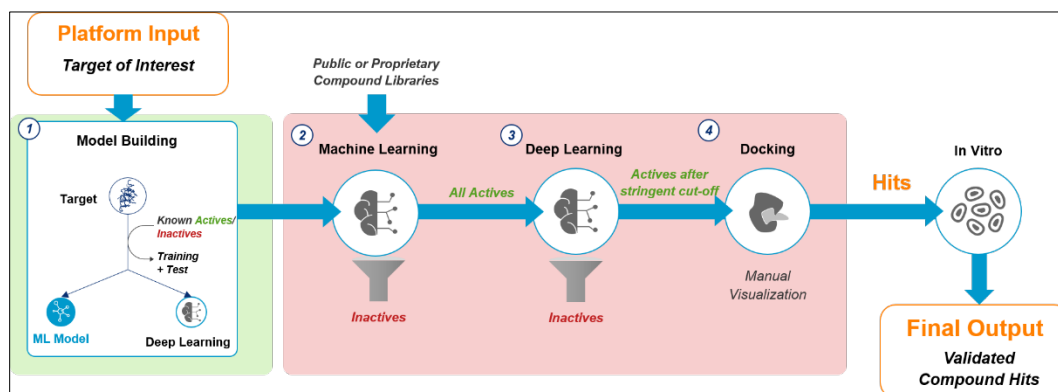 Platform Input
Target of Interest
1
Model Building
Target
Known Actives/
Inactives
Training
+ Test
ML Model
Deep Learning
Public or Proprietary
Compound Libraries
2
Machine Learning
Inactives
All Actives
3
Deep Learning
Inactives
Actives after
stringent cut-off
4
Docking
Manual
Visualization
Hits
In Vitro
Final Output
Validated
Compound Hits